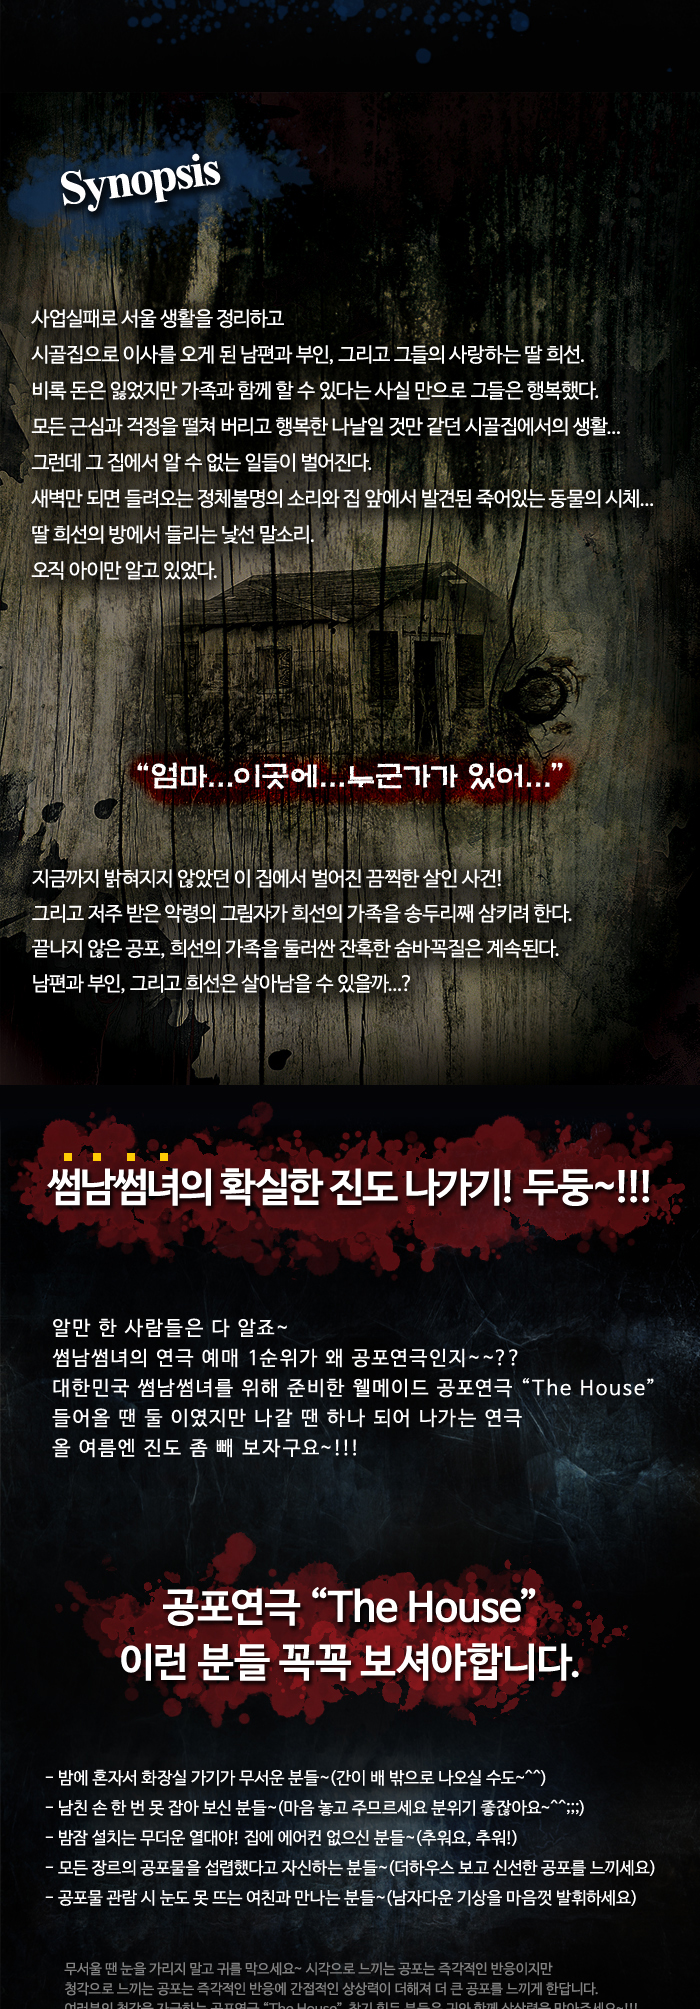 Synopsis
사업실패로 서울 생활을 정리하고
시골집으로 이사를 오게 된 남편과 부인, 그리고 그들의 사랑하는 딸 희선.
비록 돈은 잃었지만 가족과 함께 할 수 있다는 사실 만으로 그들은 행복했다.
모든 근심과 걱정을 떨쳐 버리고 행복한 나날일 것만 같던 시골집에서의 생활...
그런데 그 집에서 알 수 없는 일들이 벌어진다.
새벽만 되면 들려오는 정체불명의 소리와 집 앞에서 발견된 죽어있는 동물의 시체...
딸 희선의 방에서 들리는 낯선 말소리.
오직 아이만 알고 있었다.
“엄마...이곳에...누군가가 있어...”
지금까지 밝혀지지 않았던 이 집에서 벌어진 끔찍한 살인 사건!
그리고 저주 받은 악령의 그림자가 희선의 가족을 송두리째 삼키려 한다.
끝나지 않은 공포, 희선의 가족을 둘러싼 잔혹한 숨바꼭질은 계속된다.
남편과 부인, 그리고 희선은 살아남을 수 있을까...?
썸남썸녀의 확실한 진도 나가기! 두둥~!!!
알만 한 사람들은 다 알죠~
썸남썸녀의 연극 예매 1순위가 왜 공포연극인지~~??
대한민국 썸남썸녀를 위해 준비한 웰메이드 공포연극 “The House”
들어올 땐 둘 이였지만 나갈 땐 하나 되어 나가는 연극
올 여름엔 진도 좀 빼 보자구요~!!!
공포연극 “The House”
이런 분들 꼭꼭 보셔야합니다.
- 밤에 혼자서 화장실 가기가 무서운 분들~(간이 배 밖으로 나오실 수도~^^)
- 남친 손 한 번 못 잡아 보신 분들~(마음 놓고 주므르세요 분위기 좋잖아요~^^;;;)
- 밤잠 설치는 무더운 열대야! 집에 에어컨 없으신 분들~(추워요, 추워!)
- 모든 장르의 공포물을 섭렵했다고 자신하는 분들~(더하우스 보고 신선한 공포를 느끼세요)
- 공포물 관람 시 눈도 못 뜨는 여친과 만나는 분들~(남자다운 기상을 마음껏 발휘하세요)
무서울 땐 눈을 가리지 말고 귀를 막으세요~ 시각으로 느끼는 공포는 즉각적인 반응이지만
청각으로 느끼는 공포는 즉각적인 반응에 간접적인 상상력이 더해져 더 큰 공포를 느끼게 한답니다.